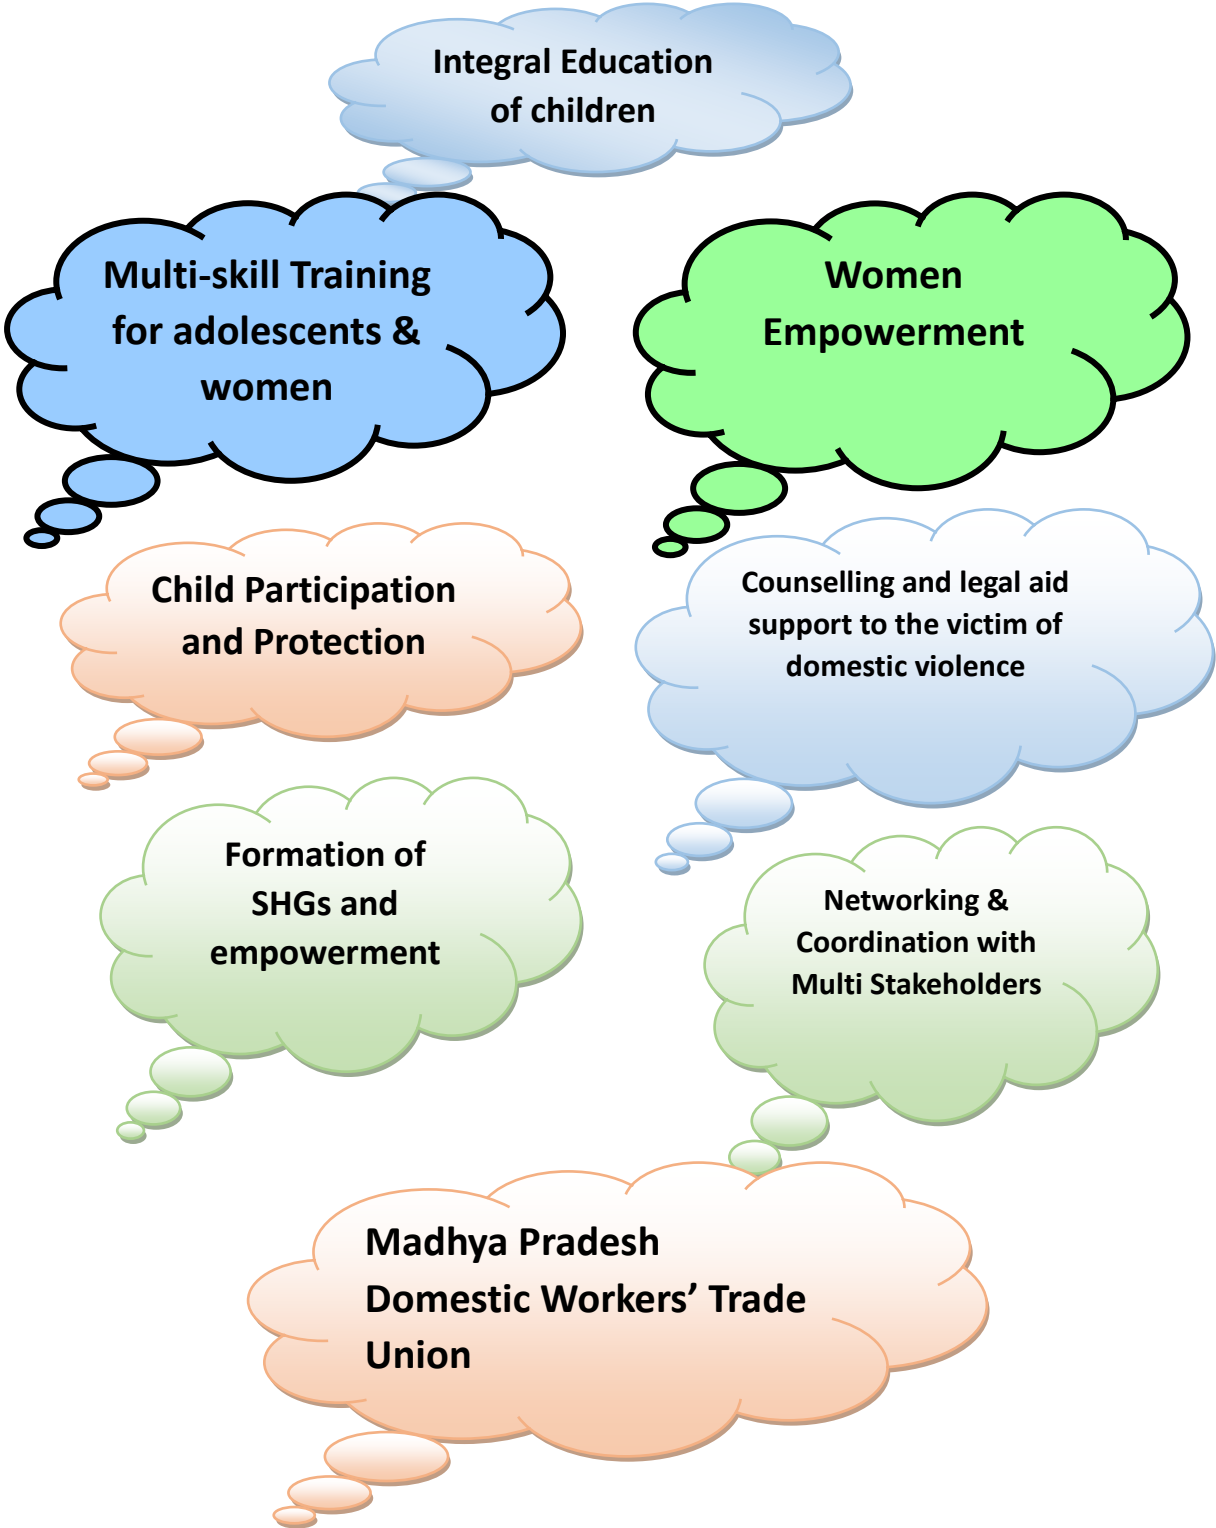 Integral Education
of children
Multi-skill Training
for adolescents &
women
Women
Empowerment
Child Participation
and Protection
Counselling and legal aid
support to the victim of
domestic violence
Formation of
SHGs and
empowerment
Networking &
Coordination with
Multi Stakeholders
Madhya Pradesh
Domestic Workers’ Trade
Union